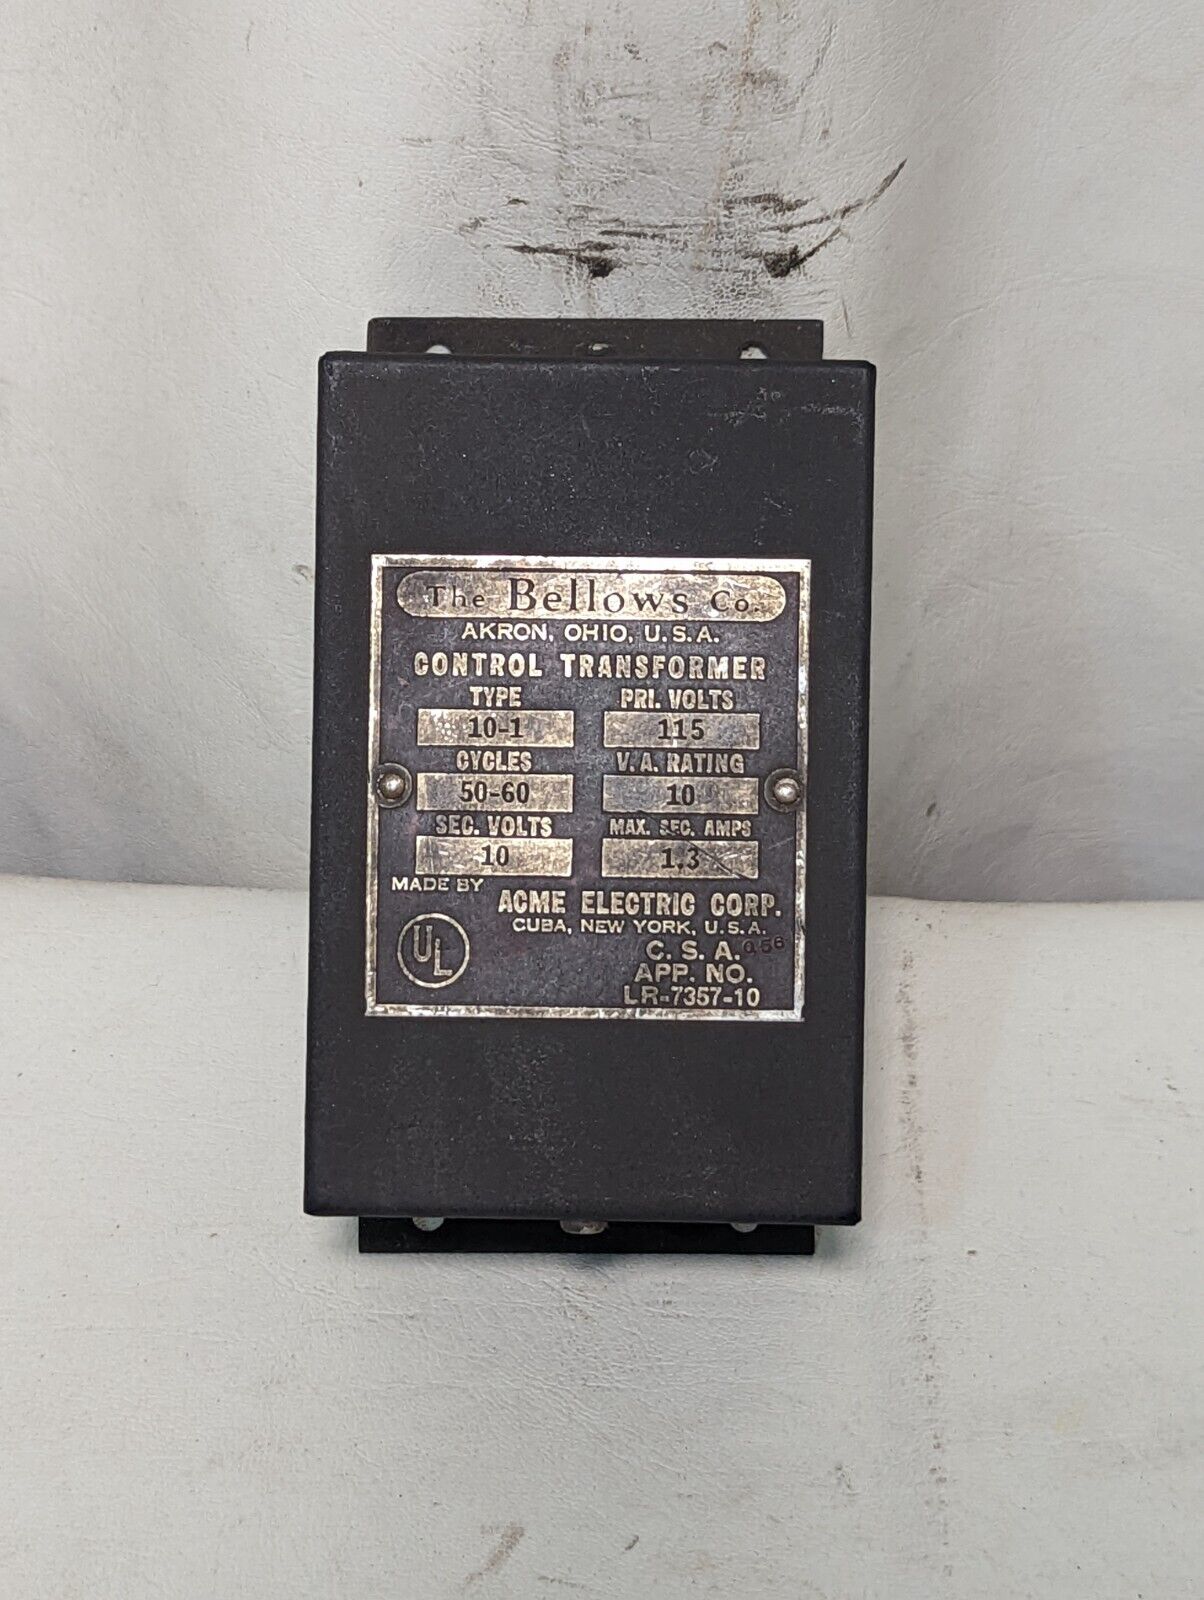 The Bellows Co.
AKRON, OHIO, U.S.A.
CONTROL TRANSFORMER
TYPE PRI. VOLTS
10-1 115
CYCLES V.A. RATING
50-60 10
SEC. VOLTS MAX. SEC. AMPS
10 1.3
MADE BY
ACME ELECTRIC CORP.
CUBA, NEW YORK, U.S.A.
UL
C. S. A. 056
APP. NO.
LR-7357-10